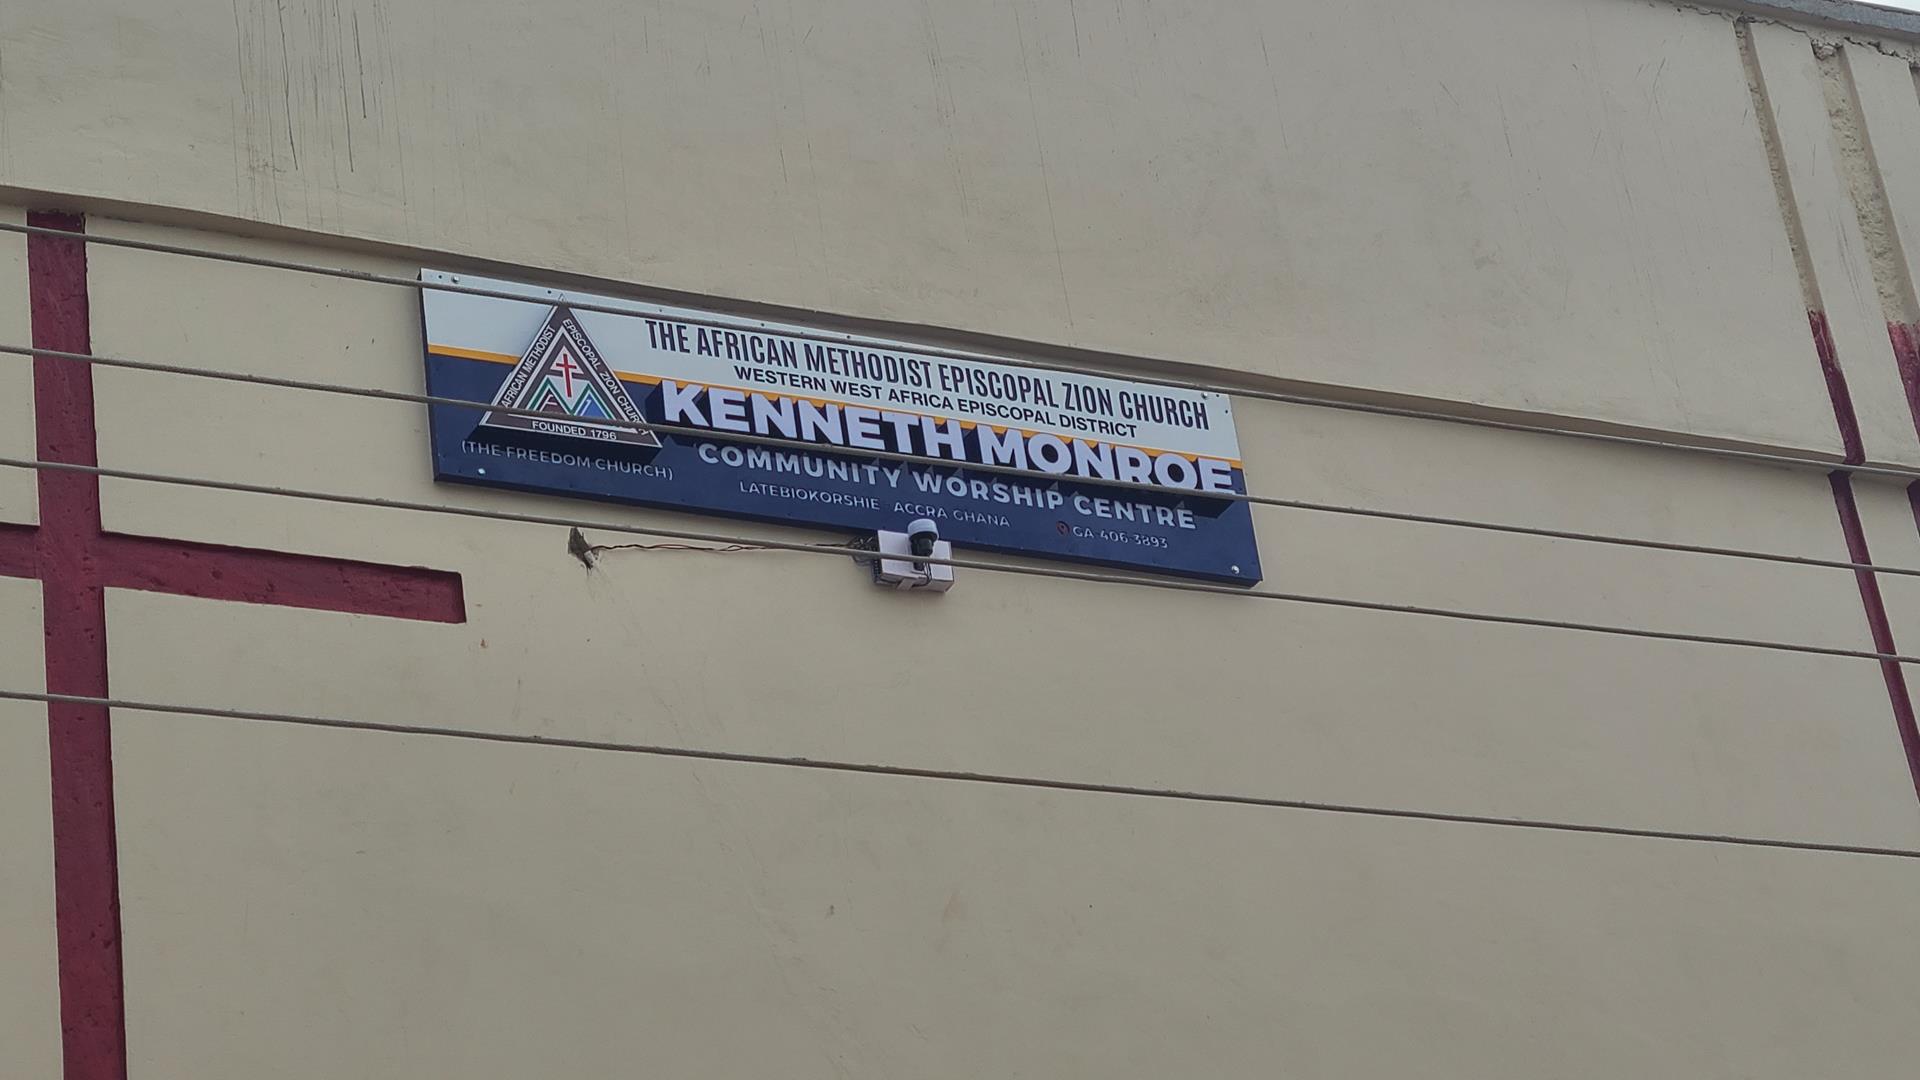 AFRICAN METHODIST EPISCOPAL ZION CHURCH
FOUNDED 1796
(THE FREEDOM CHURCH)
THE AFRICAN METHODIST EPISCOPAL ZION CHURCH
WESTERN WEST AFRICA EPISCOPAL DISTRICT
KENNETH MONROE
COMMUNITY WORSHIP CENTRE
LATEBIOKORSHIE - ACCRA GHANA
GA-406-3893